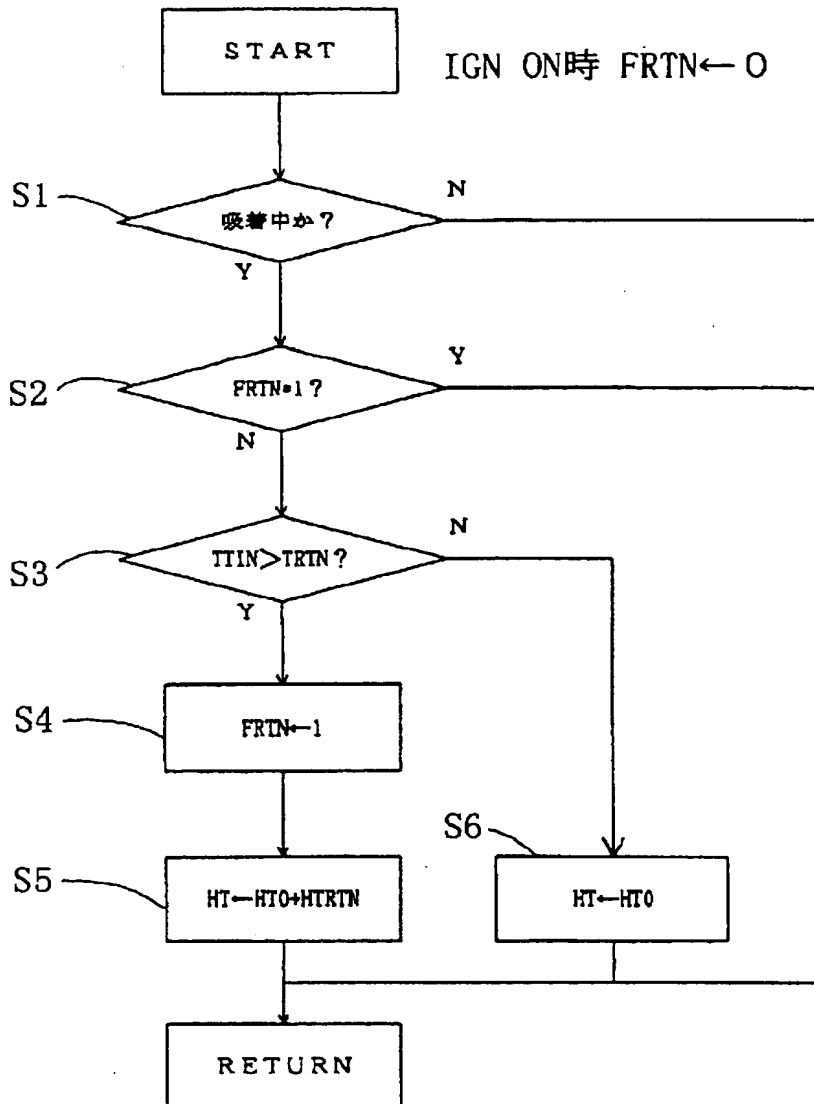 START
IGN ON時 FRTN←0
S1
吸着中か?
N
Y
S2
FRTN=1?
Y
N
S3
TTIN>TRTN?
N
Y
S4
FRTN←1
S6
S5
HT←HT0+HTRTN
HT←HT0
RETURN